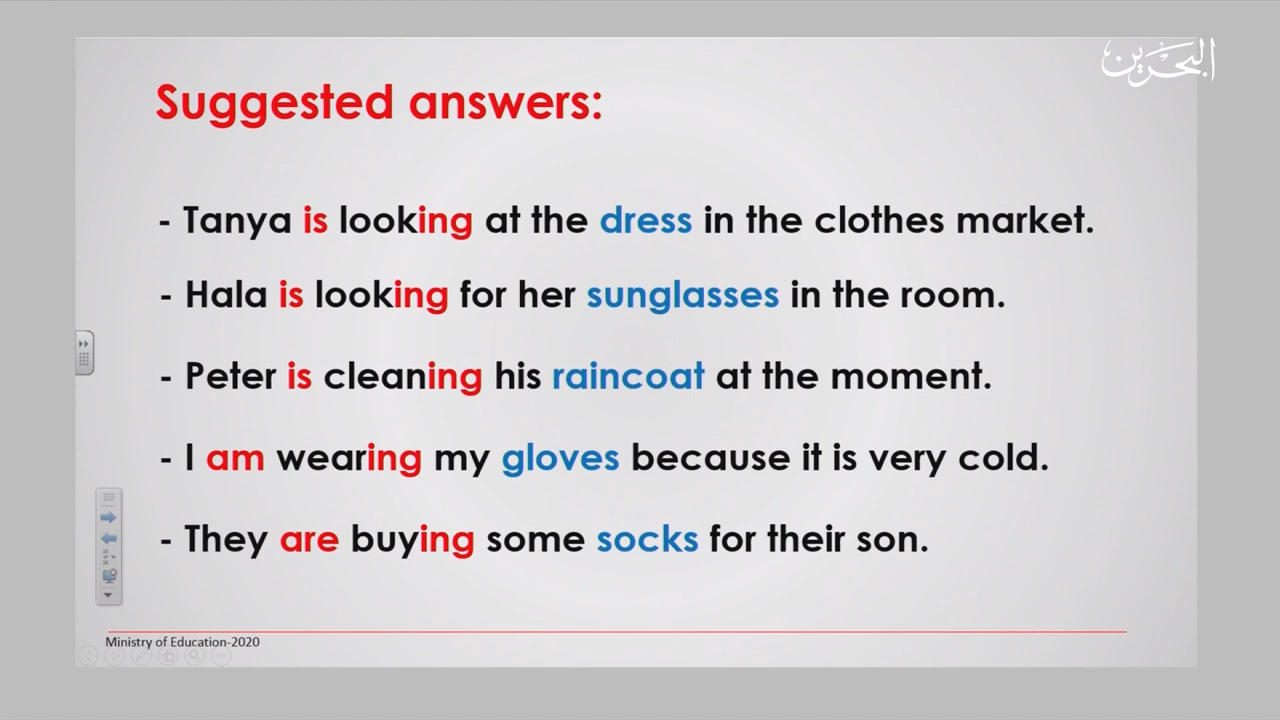 البحرين
Suggested answers:
- Tanya is looking at the dress in the clothes market.
- Hala is looking for her sunglasses in the room.
- Peter is cleaning his raincoat at the moment.
- I am wearing my gloves because it is very cold.
- They are buying some socks for their son.
Ministry of Education-2020